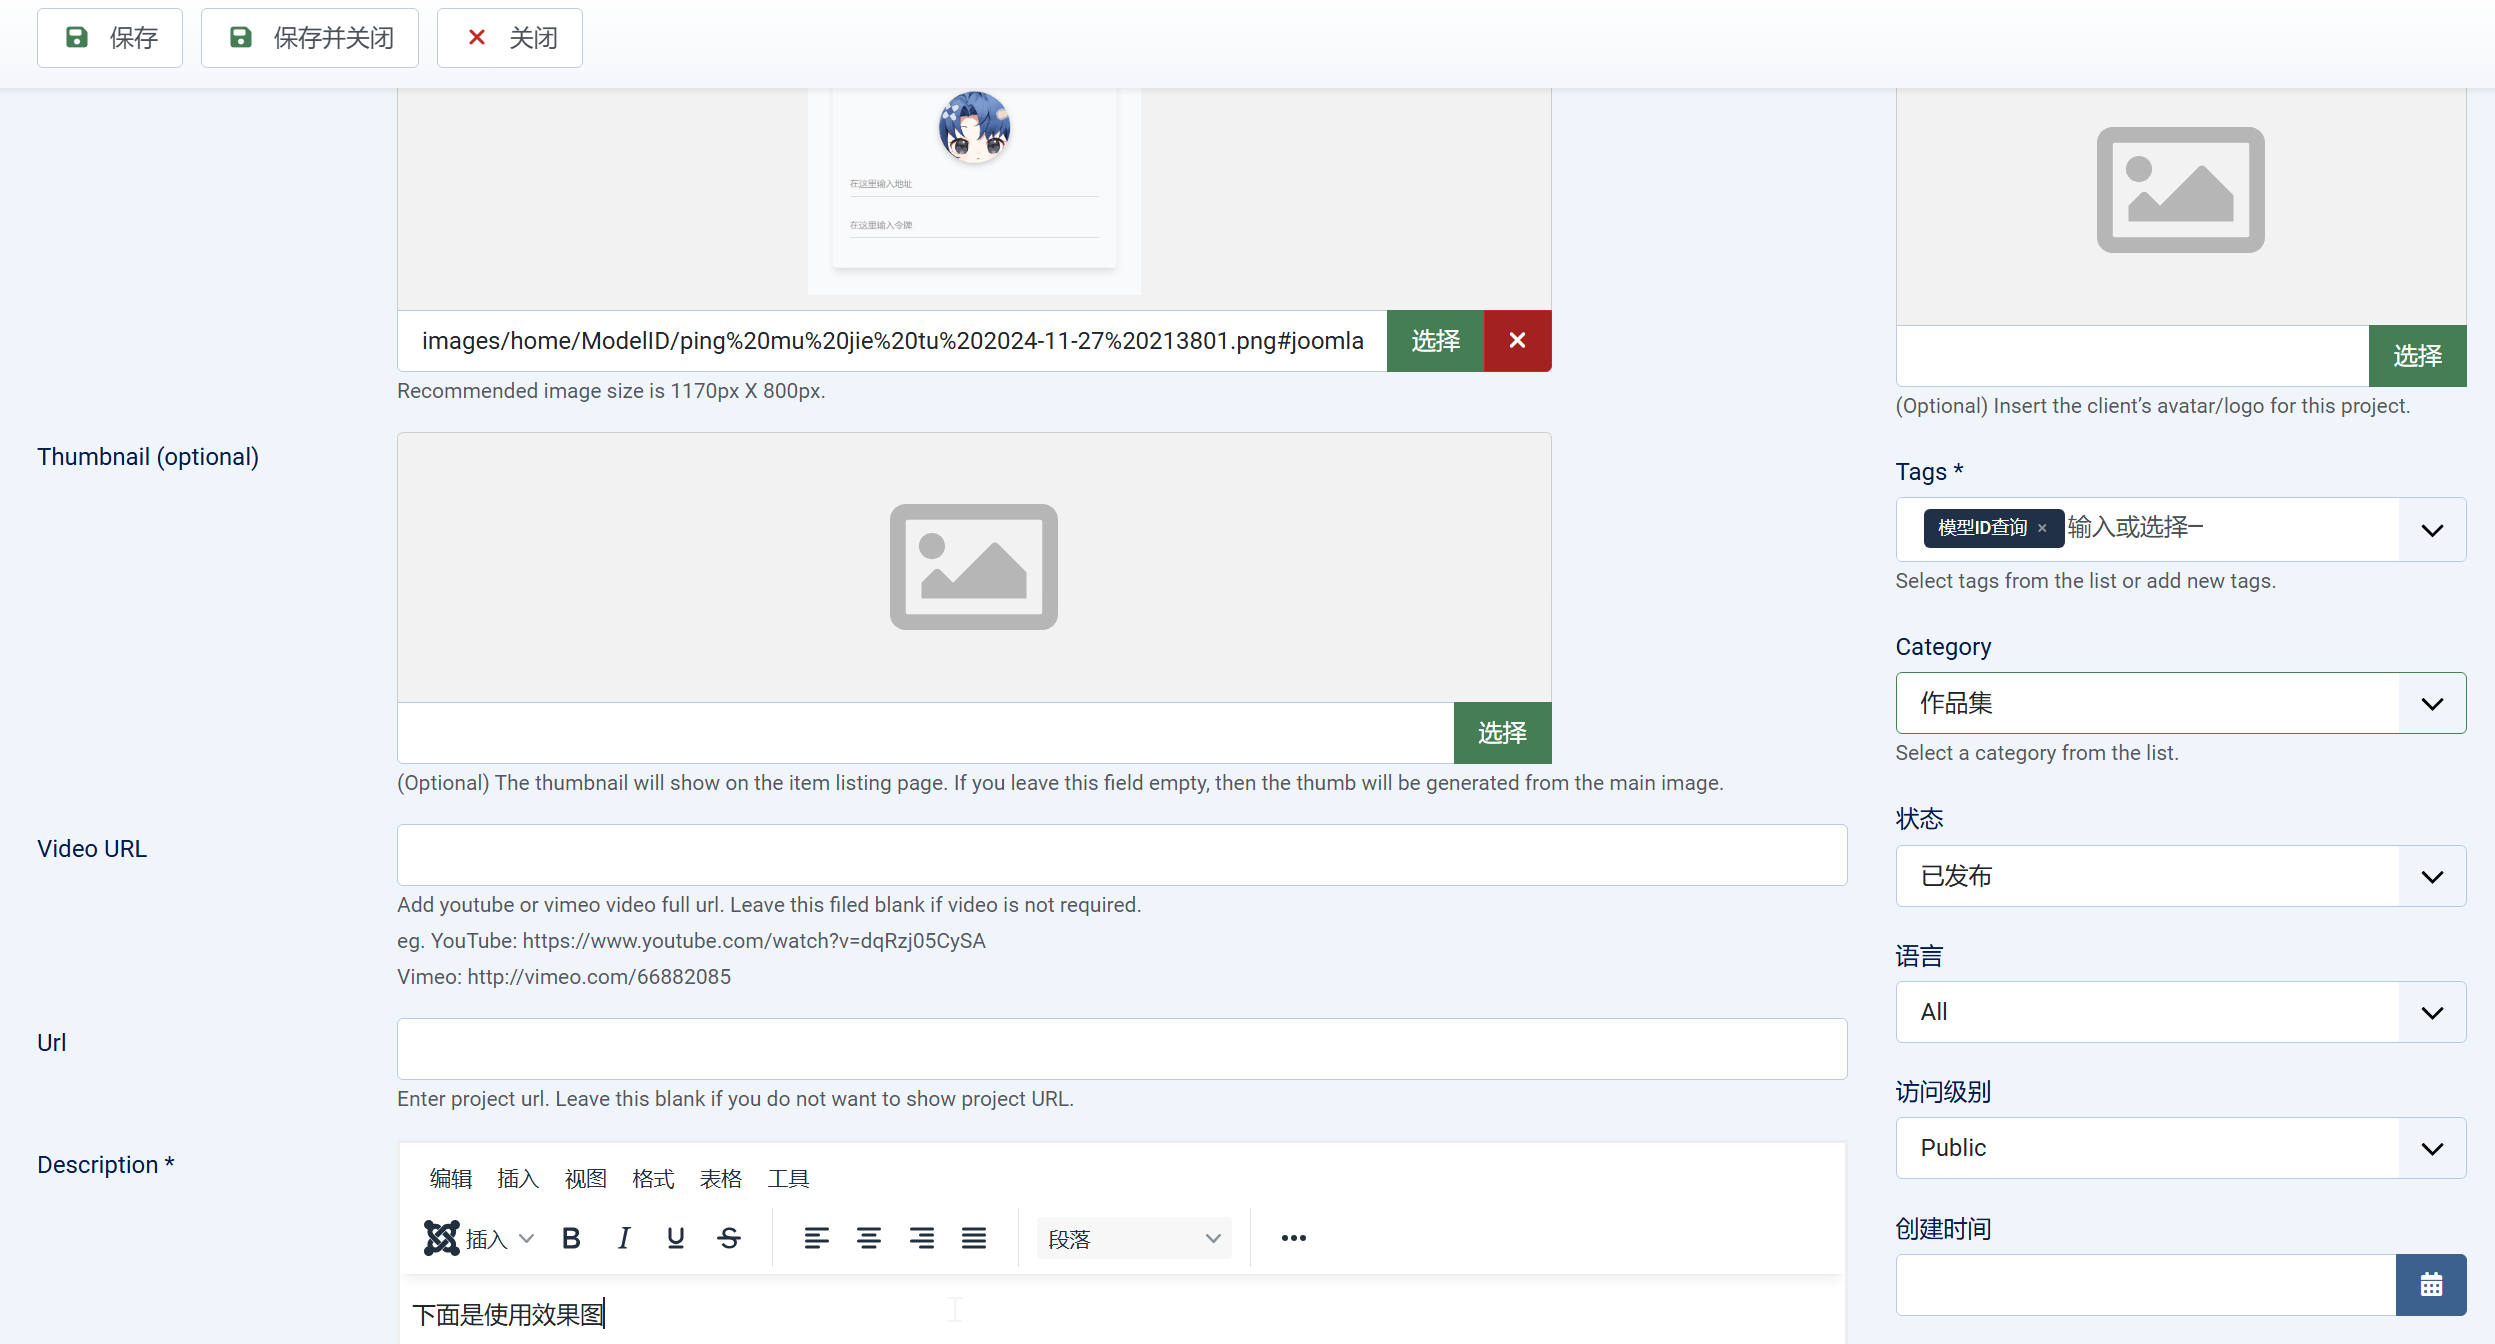 保存
保存并关闭
关闭
在这里输入地址
在这里输入令牌
images/home/ModelID/ping%20mu%20jie%20tu%202024-11-27%20213801.png#joomla
选择
Recommended image size is 1170px X 800px.
Thumbnail (optional)
选择
(Optional) The thumbnail will show on the item listing page. If you leave this field empty, then the thumb will be generated from the main image.
Video URL
Add youtube or vimeo video full url. Leave this filed blank if video is not required.
eg. YouTube: https://www.youtube.com/watch?v=dqRzj05CySA
Vimeo: http://vimeo.com/66882085
Url
Enter project url. Leave this blank if you do not want to show project URL.
Description *
编辑 插入 视图 格式 表格 工具
插入 B I U S 段落
下面是使用效果图
选择
(Optional) Insert the client’s avatar/logo for this project.
Tags *
模型ID查询 × 输入或选择一
Select tags from the list or add new tags.
Category
作品集
Select a category from the list.
状态
已发布
语言
All
访问级别
Public
创建时间